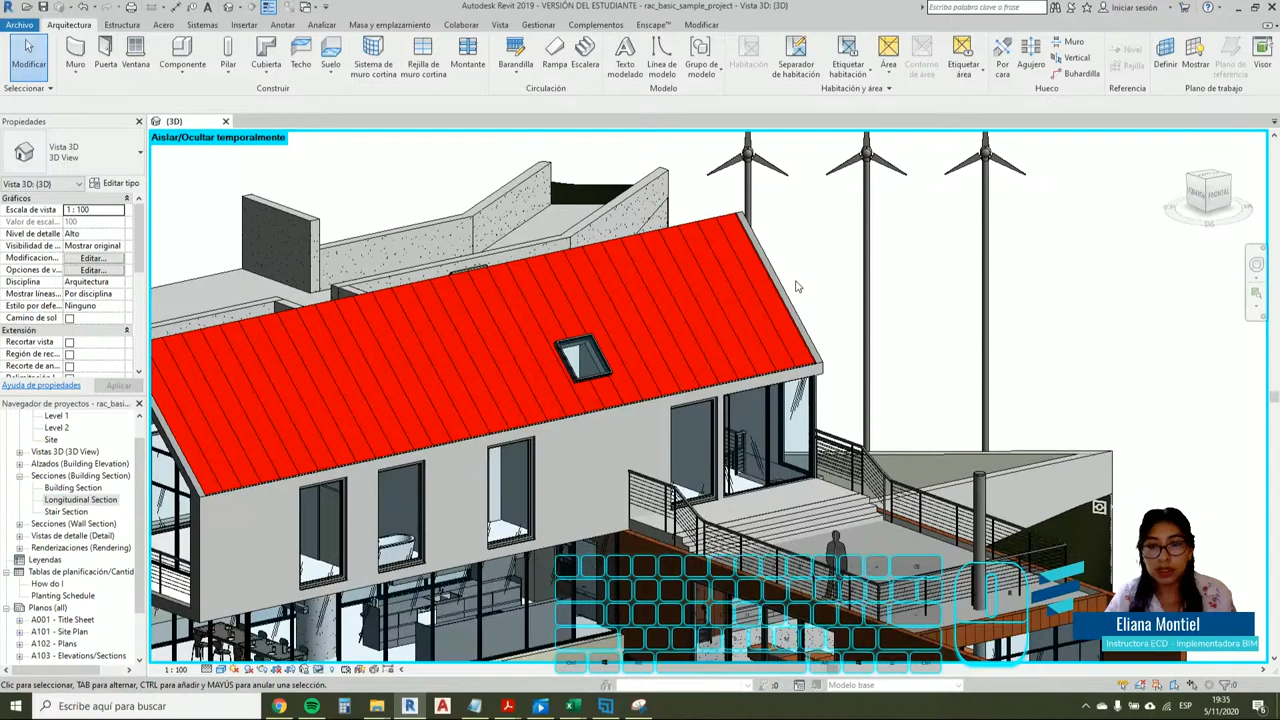 Autodesk Revit 2019 - VERSIÓN DEL ESTUDIANTE - rac_basic_sample_project - Vista 3D: {3D}
Escriba palabra clave o frase
Iniciar sesión
Archivo Arquitectura Estructura Acero Sistemas Insertar Anotar Analizar Masa y emplazamiento Colaborar Vista Gestionar Complementos Enscape™ Modificar
Modificar Muro Puerta Ventana Componente Pilar Cubierta Techo Suelo Sistema de muro cortina Rejilla de muro cortina Montante Barandilla Rampa Escalera Texto modelado Línea de modelo Grupo de modelo Habitación Separador de habitación Etiquetar habitación Área Contorno de área Etiquetar área Por cara Agujero Muro Vertical Buhardilla Nivel Rejilla Definir Mostrar Plano de referencia Visor
Seleccionar Construir Circulación Modelo Habitación y área Hueco Referencia Plano de trabajo
Propiedades
{3D}
Aislar/Ocultar temporalmente
Vista 3D
3D View
Vista 3D: {3D} Editar tipo
Gráficos
Escala de vista 1 : 100
Valor de escal... 100
Nivel de detalle Alto
Visibilidad de ... Mostrar original
Modificacion... Editar...
Opciones de v... Editar...
Disciplina Arquitectura
Mostrar líneas... Por disciplina
Estilo por defe... Ninguno
Camino de sol
Extensión
Recortar vista
Región de rec...
Recorte de an...
Ayuda de propiedades Aplicar
Navegador de proyectos - rac_basi...
Level 1
Level 2
Site
Vistas 3D (3D View)
Alzados (Building Elevation)
Secciones (Building Section)
Building Section
Longitudinal Section
Stair Section
Secciones (Wall Section)
Vistas de detalle (Detail)
Renderizaciones (Rendering)
Leyendas
Tablas de planificación/Cantid
How do I
Planting Schedule
Planos (all)
A001 - Title Sheet
A101 - Site Plan
A102 - Plans
A103 - Elevations/Sections
FRONTAL
Eliana Montiel
Instructora ECD - Implementadora BIM
1 : 100
Clic para seleccionar, TAB para alternar, CTRL para añadir y MAYÚS para anular una selección.
:0
Modelo base
:0
Escribe aquí para buscar
ESP
19:35
5/11/2020